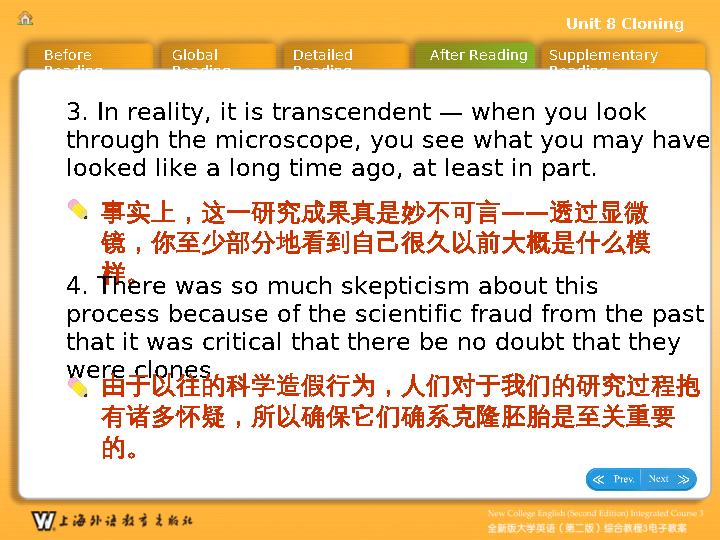 Unit 8 Cloning
Before Reading
Global Reading
Detailed Reading
After Reading
Supplementary Reading
3. In reality, it is transcendent — when you look
through the microscope, you see what you may have
looked like a long time ago, at least in part.
事实上，这一研究成果真是妙不可言——透过显微
镜，你至少部分地看到自己很久以前大概是什么模
样。
4. There was so much skepticism about this
process because of the scientific fraud from the past
that it was critical that there be no doubt that they
were clones
由于以往的科学造假行为，人们对于我们的研究过程抱
有诸多怀疑，所以确保它们确系克隆胚胎是至关重要
的。
Prev. Next
上海外语教育出版社
New College English (Second Edition) Integrated Course 3
全新版大学英语（第二版）综合教程3电子教案